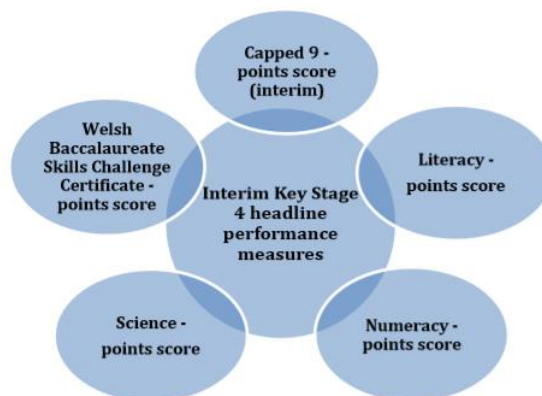 Capped 9 -
points score
(interim)
Welsh
Baccalaureate
Skills Challenge
Certificate -
points score
Literacy -
points score
Interim Key Stage
4 headline
performance
measures
Science -
points score
Numeracy -
points score